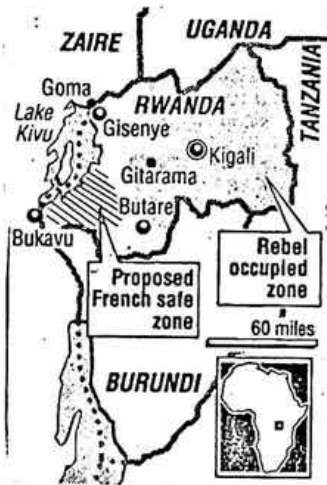 ZAIRE
UGANDA
TANZANIA
Goma
Lake
Kivu
RWANDA
Gisenye
Kigali
Gitarama
Butare
Bukavu
Proposed
French safe
zone
Rebel
occupied
zone
60 miles
BURUNDI